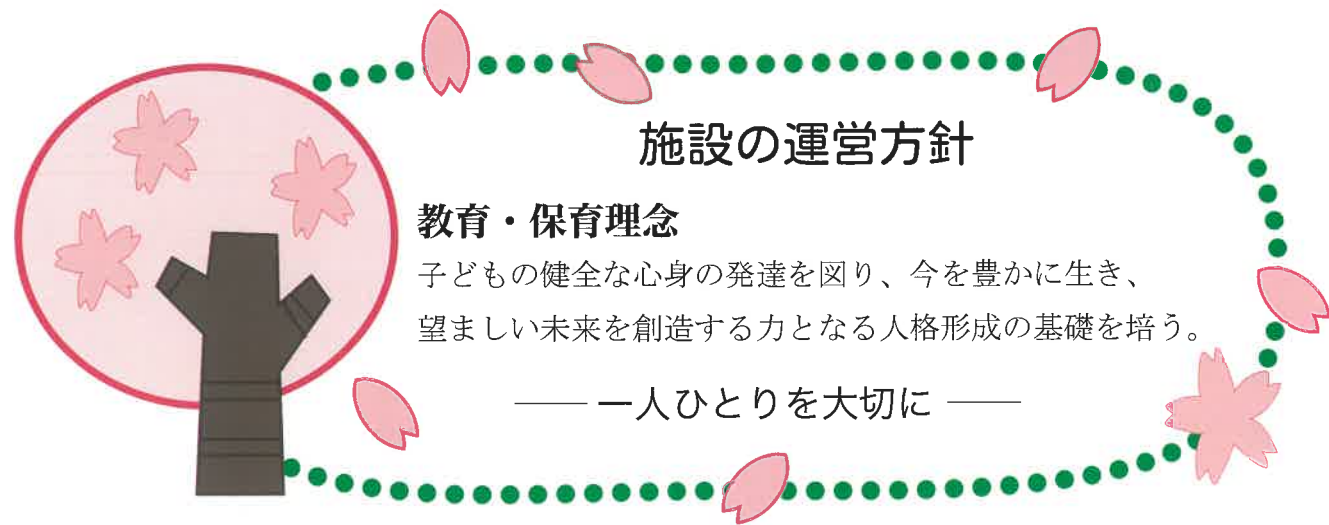 施設の運営方針
教育・保育理念
子どもの健全な心身の発達を図り、今を豊かに生き、
望ましい未来を創造する力となる人格形成の基礎を培う。
── 一人ひとりを大切に ──